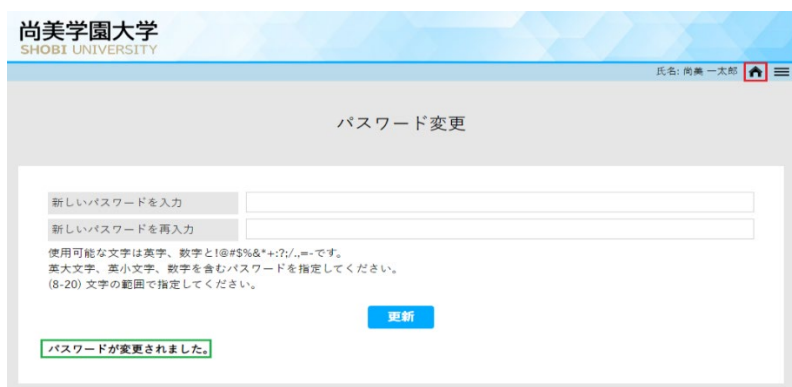 尚美学園大学
SHOBI UNIVERSITY
氏名: 尚美 一太郎
パスワード変更
新しいパスワードを入力
新しいパスワードを再入力
使用可能な文字は英字、数字と!@#$%&*+:?;/.,=-です。
英大文字、英小文字、数字を含むパスワードを指定してください。
(8-20) 文字の範囲で指定してください。
更新
パスワードが変更されました。